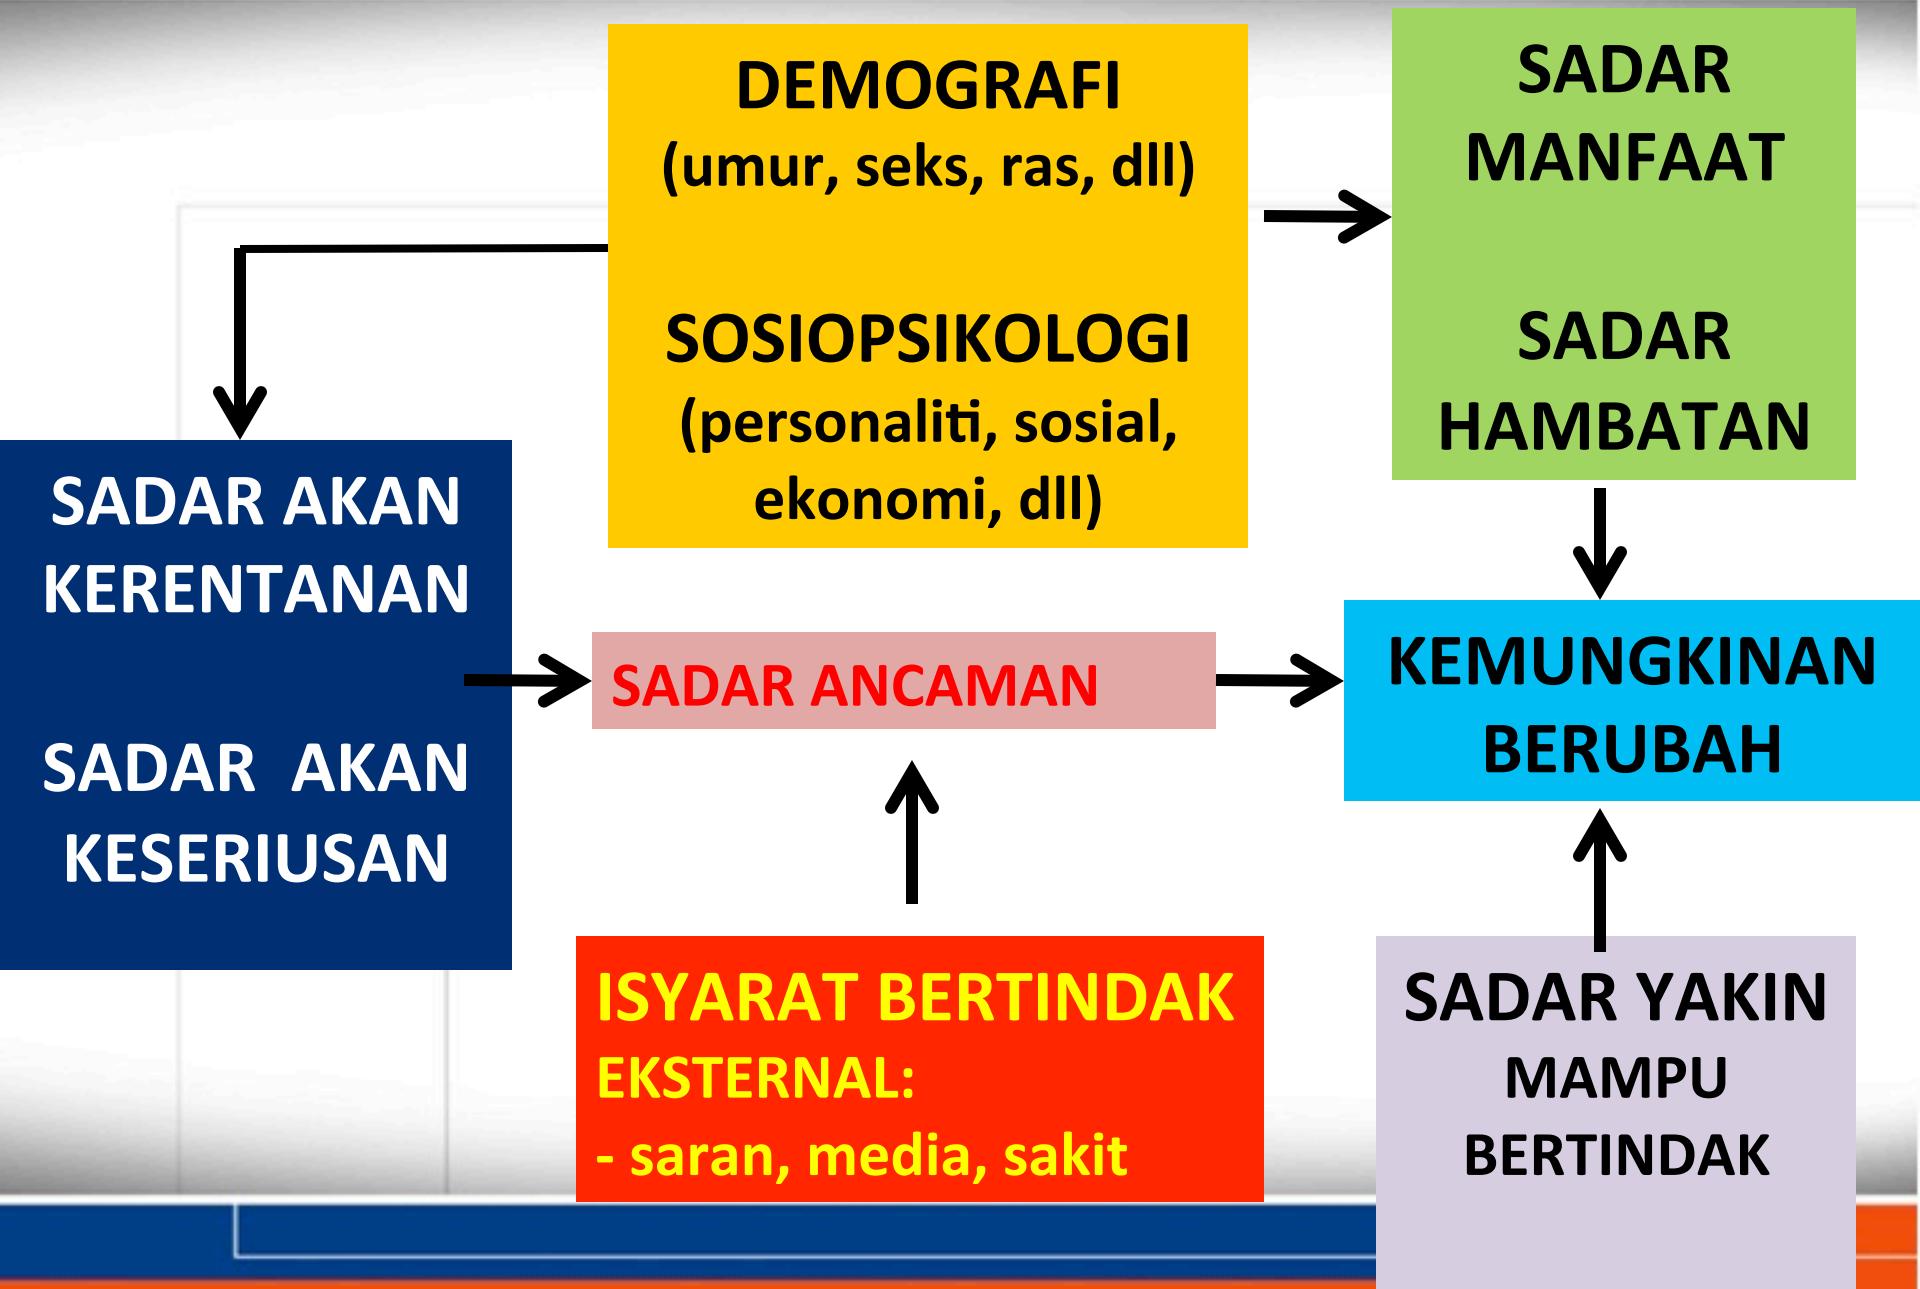 DEMOGRAFI
(umur, seks, ras, dll)
SOSIOPSIKOLOGI
(personaliti, sosial,
ekonomi, dll)
SADAR
MANFAAT
SADAR
HAMBATAN
SADAR AKAN
KERENTANAN
SADAR  AKAN
KESERIUSAN
SADAR ANCAMAN
KEMUNGKINAN
BERUBAH
ISYARAT BERTINDAK
EKSTERNAL:
- saran, media, sakit
SADAR YAKIN
MAMPU
BERTINDAK